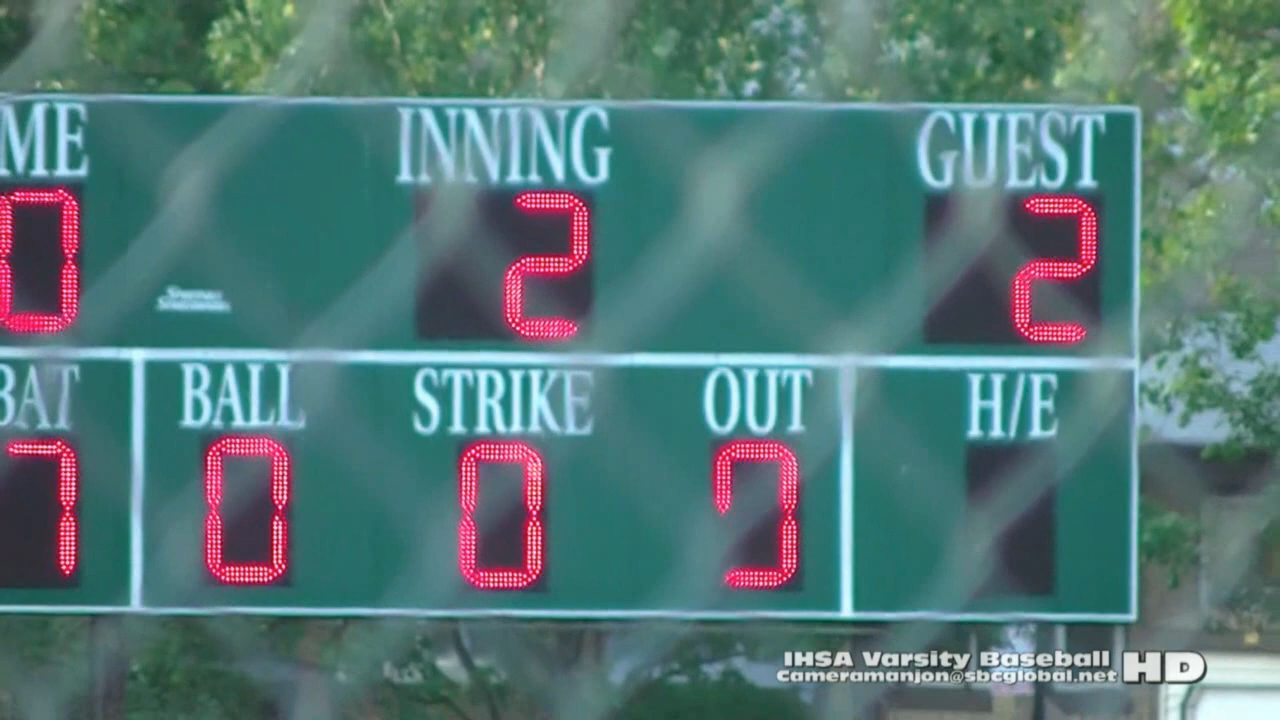 ME INNING GUEST
0 2 2
BAT BALL STRIKE OUT H/E
7 0 0 0
IHSA Varsity Baseball HD
cameramanjon@sbcglobal.net